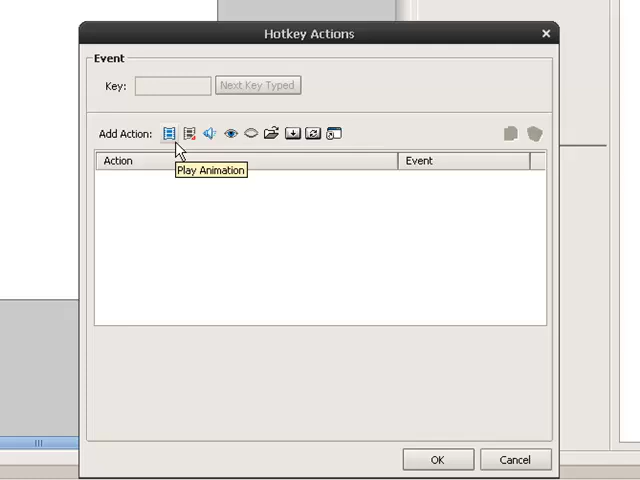 Hotkey Actions
Event
Key:
Next Key Typed
Add Action:
Play Animation
Action
Event
OK
Cancel